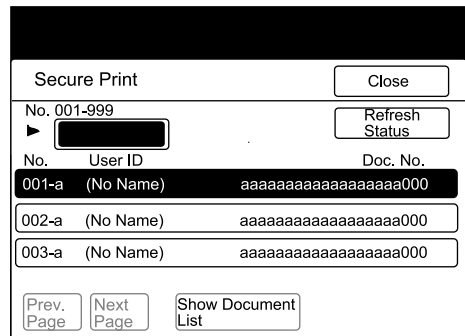 Secure Print Close
No. 001-999 Refresh Status
No. User ID Doc. No.
001-a (No Name) aaaaaaaaaaaaaaaaaa000
002-a (No Name) aaaaaaaaaaaaaaaaaa000
003-a (No Name) aaaaaaaaaaaaaaaaaa000
Prev. Page Next Page Show Document List